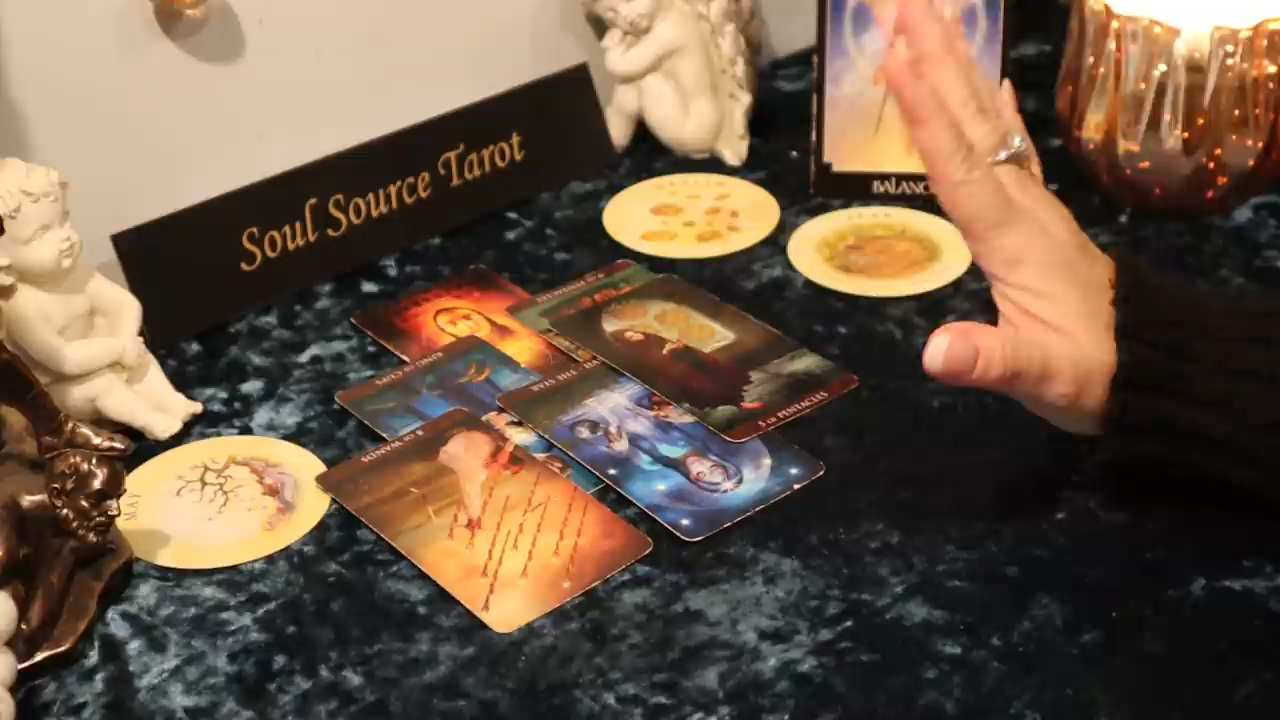 Soul Source Tarot
BALANC
KING OF CUPS
THE STAR
3 OF PENTACLES
8 OF WANDS
MAY